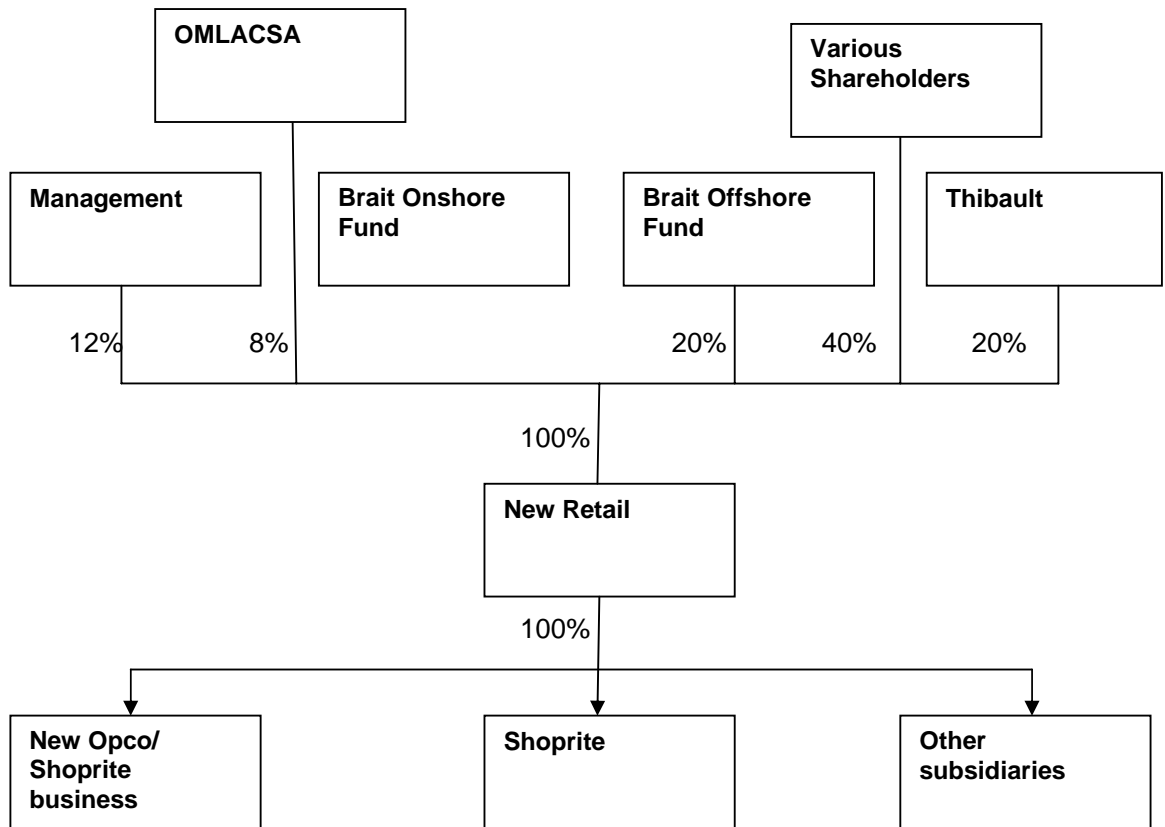 OMLACSA
Various
Shareholders
Management
Brait Onshore
Fund
Brait Offshore
Fund
Thibault
12%
8%
20%
40%
20%
100%
New Retail
100%
New Opco/
Shoprite
business
Shoprite
Other
subsidiaries